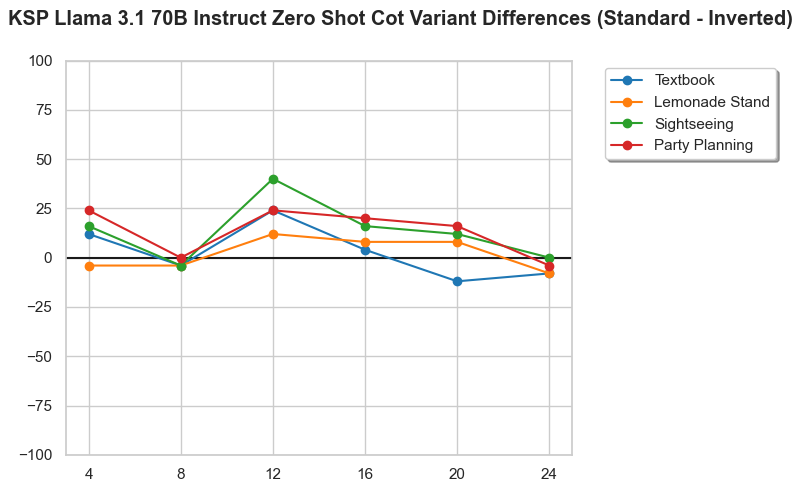 KSP Llama 3.1 70B Instruct Zero Shot Cot Variant Differences (Standard - Inverted)
100
75
50
25
0
−25
−50
−75
−100
4 8 12 16 20 24
Textbook
Lemonade Stand
Sightseeing
Party Planning